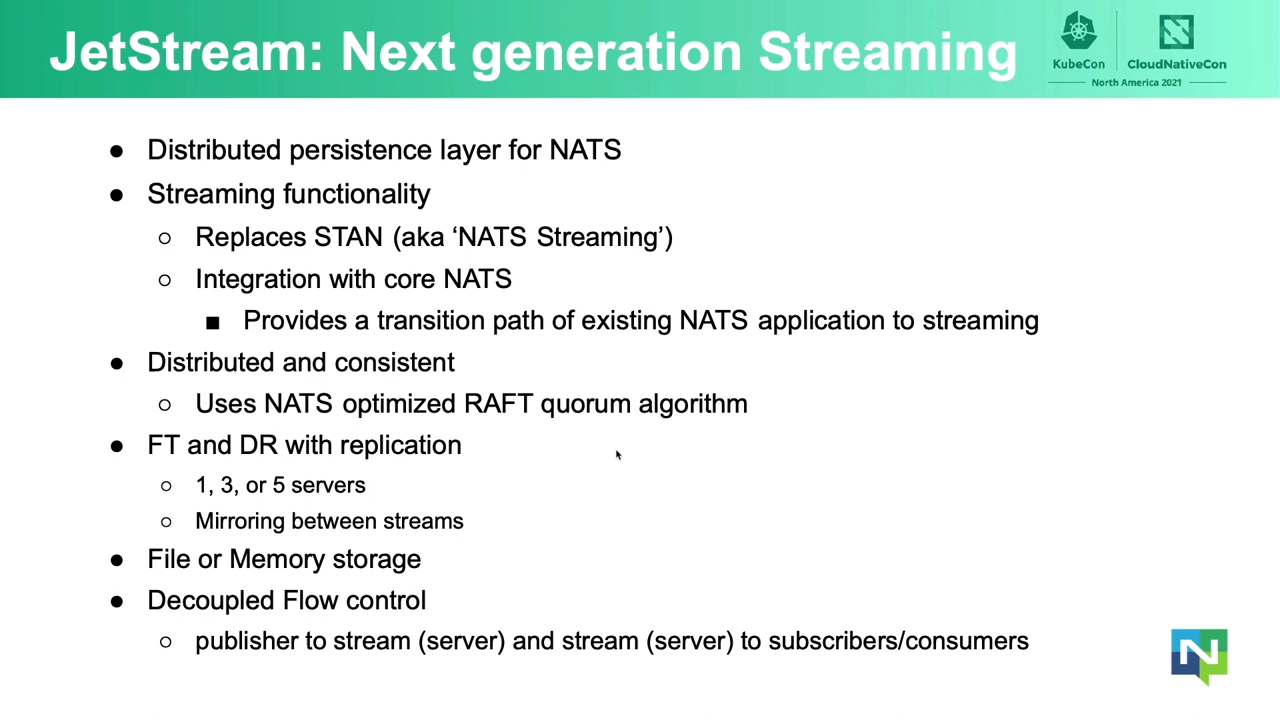 JetStream: Next generation Streaming
KubeCon
CloudNativeCon
North America 2021
● Distributed persistence layer for NATS
● Streaming functionality
○ Replaces STAN (aka ‘NATS Streaming’)
○ Integration with core NATS
■ Provides a transition path of existing NATS application to streaming
● Distributed and consistent
○ Uses NATS optimized RAFT quorum algorithm
● FT and DR with replication
○ 1, 3, or 5 servers
○ Mirroring between streams
● File or Memory storage
● Decoupled Flow control
○ publisher to stream (server) and stream (server) to subscribers/consumers
N